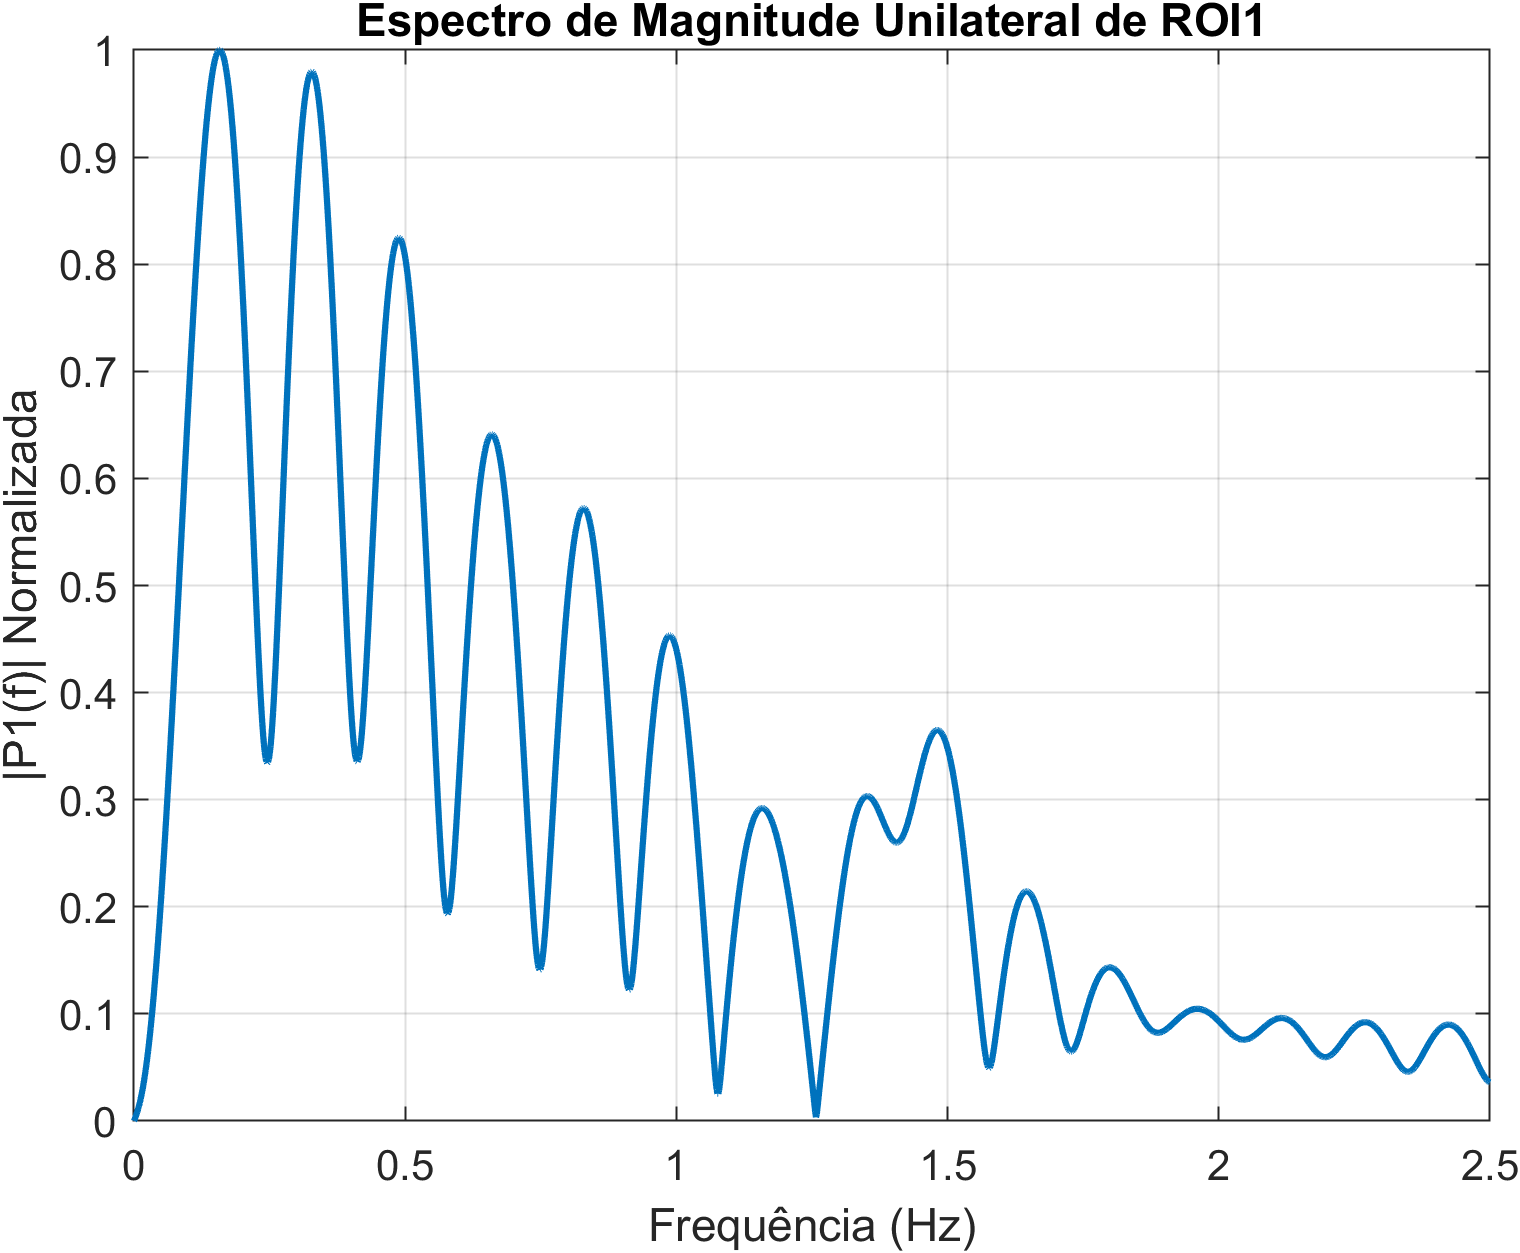 Espectro de Magnitude Unilateral de ROI1
|P1(f)| Normalizada
1
0.9
0.8
0.7
0.6
0.5
0.4
0.3
0.2
0.1
0
0 0.5 1 1.5 2 2.5
Frequência (Hz)